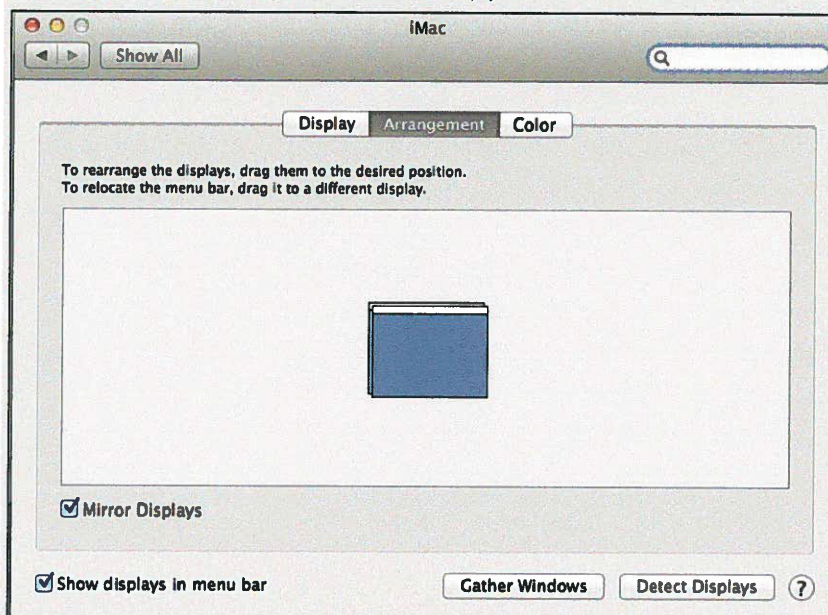 iMac
Show All
Display Arrangement Color
To rearrange the displays, drag them to the desired position.
To relocate the menu bar, drag it to a different display.
Mirror Displays
Show displays in menu bar
Gather Windows Detect Displays ?